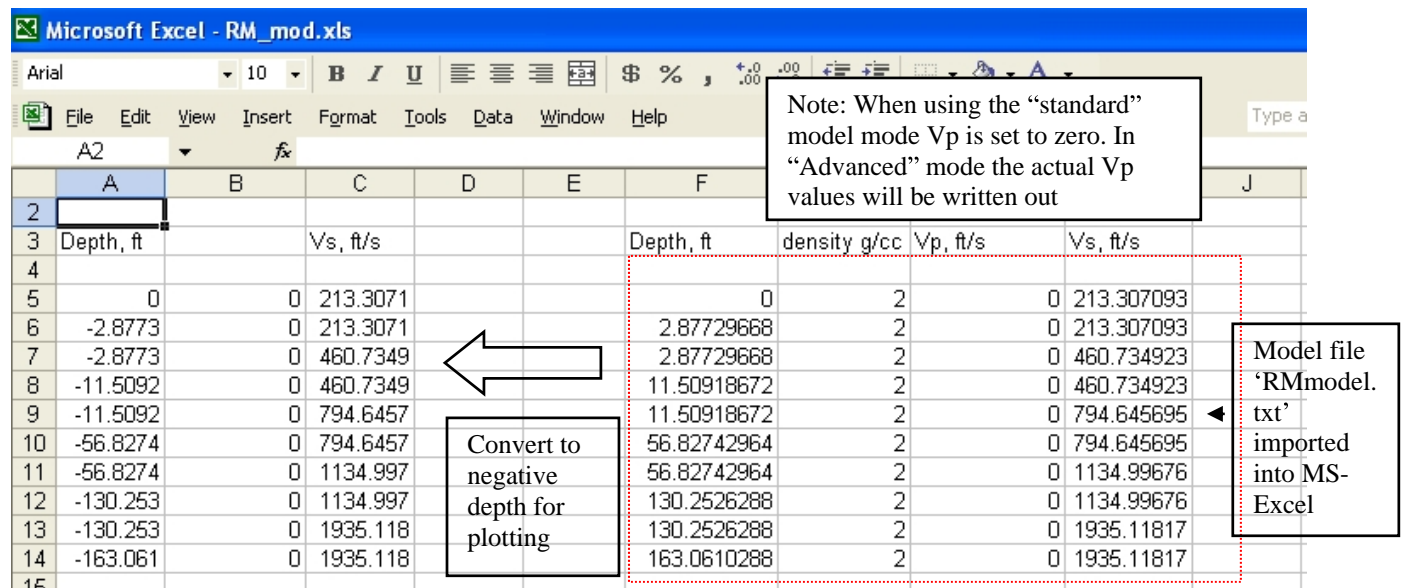 Microsoft Excel - RM_mod.xls
Arial 10 B I U $ % , .00 .00 A
File Edit View Insert Format Tools Data Window Help Type a
A2 fx
Note: When using the “standard”
model mode Vp is set to zero. In
“Advanced” mode the actual Vp
values will be written out
A B C D E F J
2
3 Depth, ft Vs, ft/s Depth, ft density g/cc Vp, ft/s Vs, ft/s
4
5 0 0 213.3071 0 2 0 213.307093
6 -2.8773 0 213.3071 2.87729668 2 0 213.307093
7 -2.8773 0 460.7349 2.87729668 2 0 460.734923
8 -11.5092 0 460.7349 11.50918672 2 0 460.734923
9 -11.5092 0 794.6457 11.50918672 2 0 794.645695
10 -56.8274 0 794.6457 56.82742964 2 0 794.645695
11 -56.8274 0 1134.997 56.82742964 2 0 1134.99676
12 -130.253 0 1134.997 130.2526288 2 0 1134.99676
13 -130.253 0 1935.118 130.2526288 2 0 1935.11817
14 -163.061 0 1935.118 163.0610288 2 0 1935.11817
15
Convert to
negative
depth for
plotting
Model file
‘RMmodel.
txt’
imported
into MS-
Excel